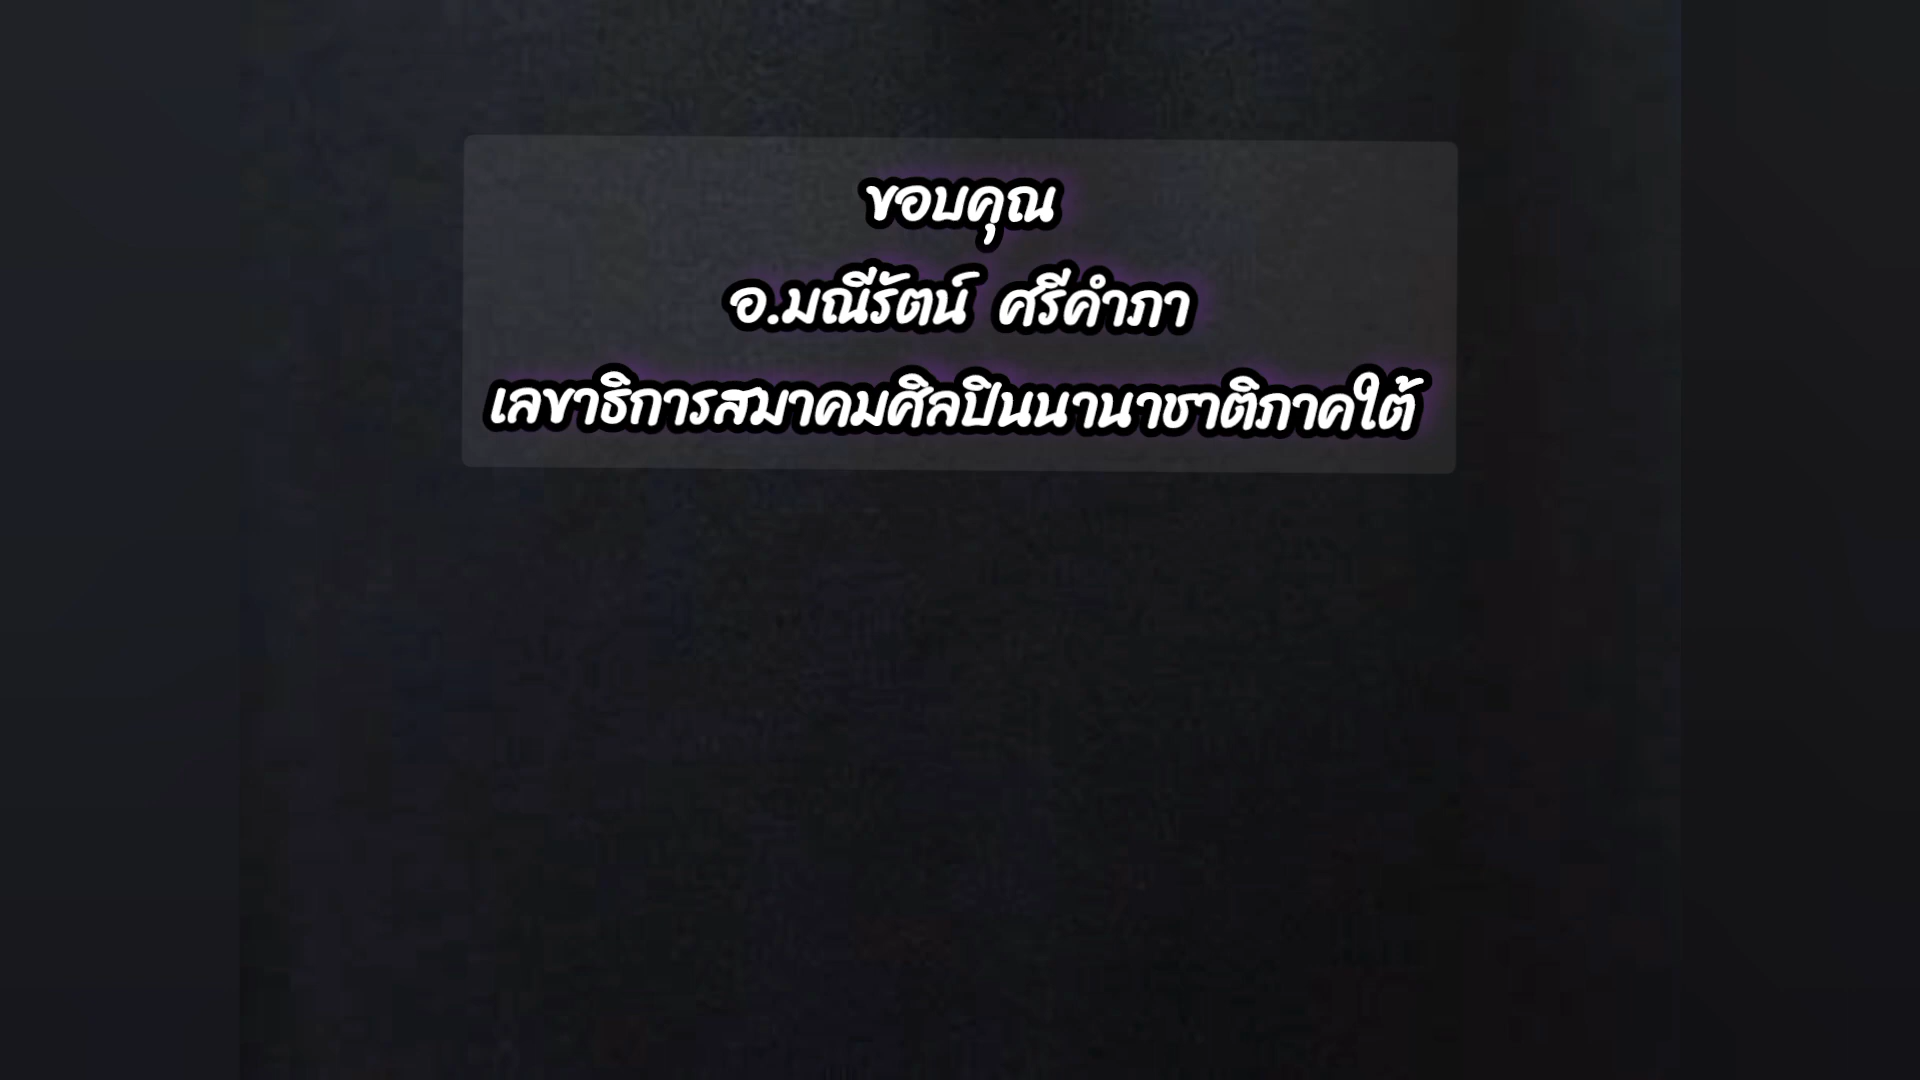 ขอบคุณ
อ.มณีรัตน์ ศรีคำภา
เลขาธิการสมาคมศิลปินนานาชาติภาคใต้